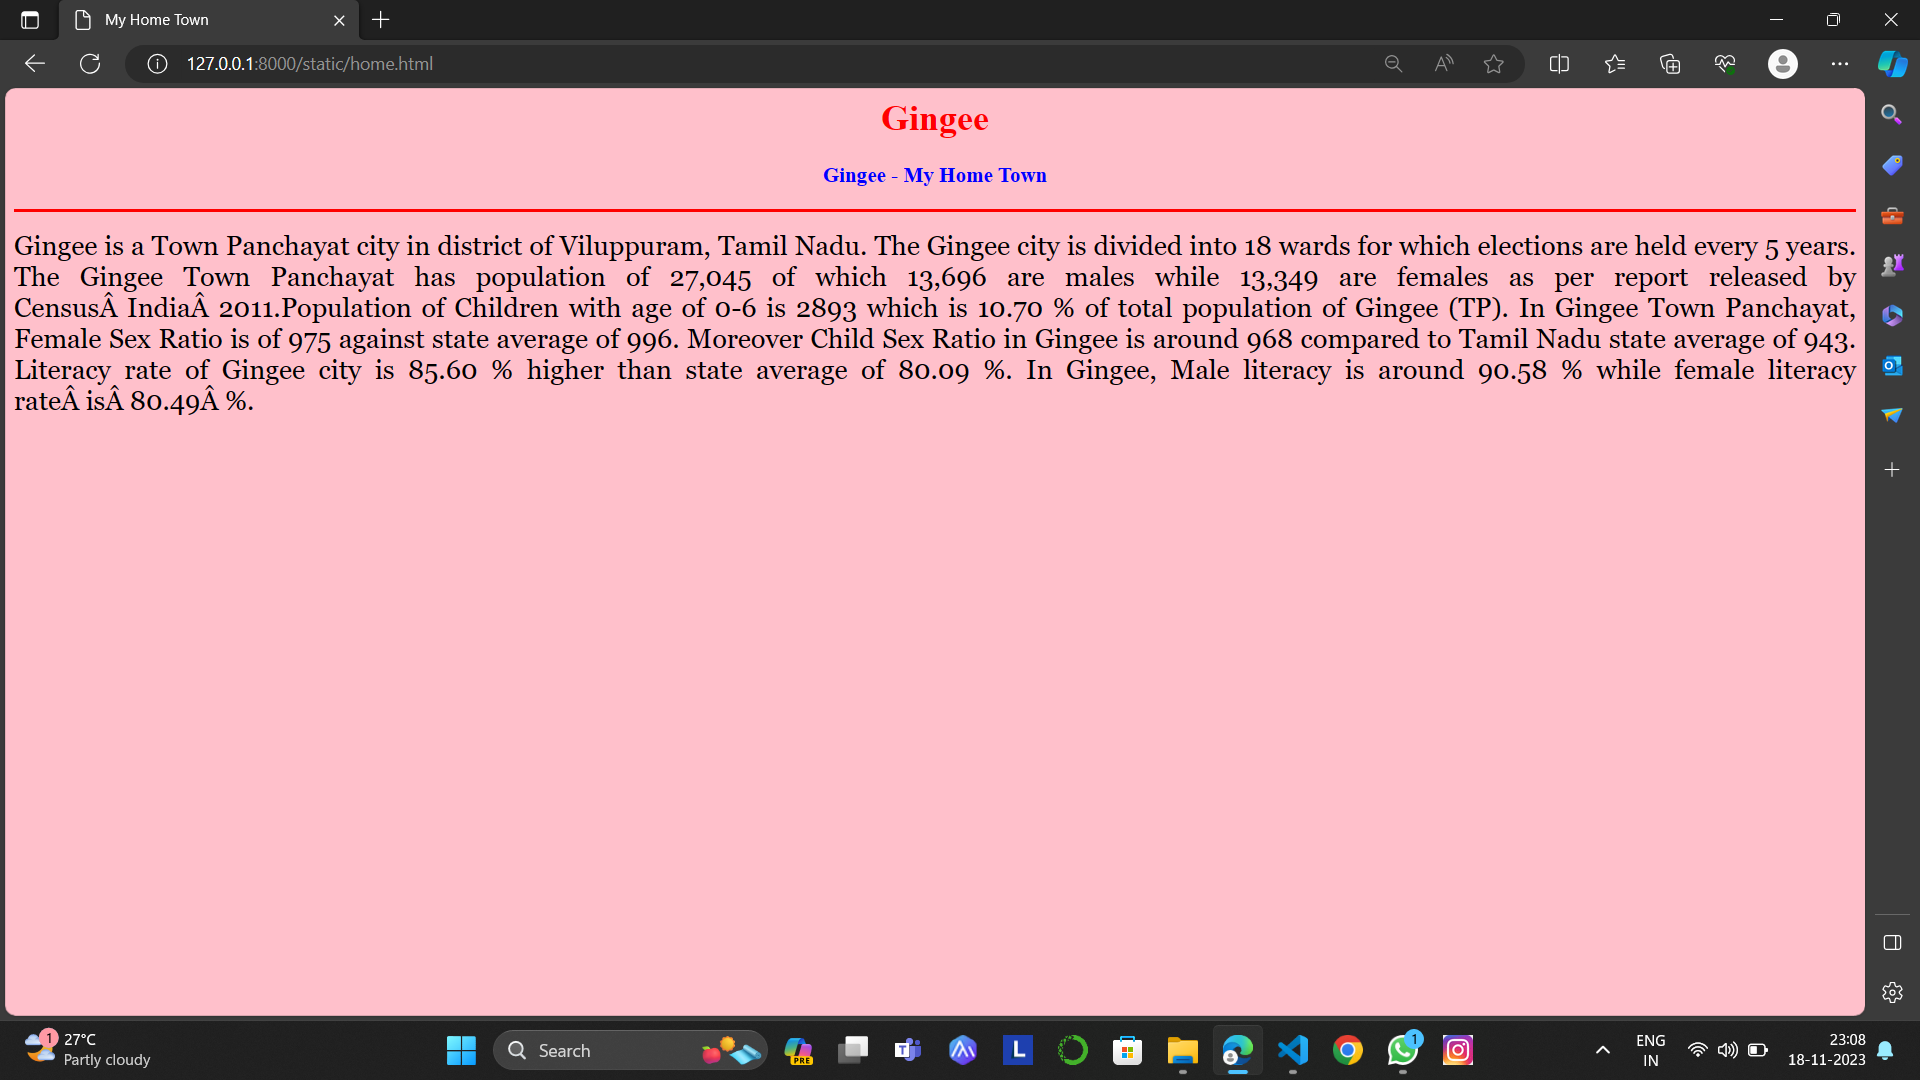 My Home Town
127.0.0.1:8000/static/home.html
Gingee
Gingee - My Home Town
Gingee is a Town Panchayat city in district of Viluppuram, Tamil Nadu. The Gingee city is divided into 18 wards for which elections are held every 5 years.
The Gingee Town Panchayat has population of 27,045 of which 13,696 are males while 13,349 are females as per report released by
CensusÂ IndiaÂ 2011.Population of Children with age of 0-6 is 2893 which is 10.70 % of total population of Gingee (TP). In Gingee Town Panchayat,
Female Sex Ratio is of 975 against state average of 996. Moreover Child Sex Ratio in Gingee is around 968 compared to Tamil Nadu state average of 943.
Literacy rate of Gingee city is 85.60 % higher than state average of 80.09 %. In Gingee, Male literacy is around 90.58 % while female literacy
rateÂ isÂ 80.49Â %.
1
27°C
Partly cloudy
Search
PRE
T
L
1
ENG
IN
23:08
18-11-2023